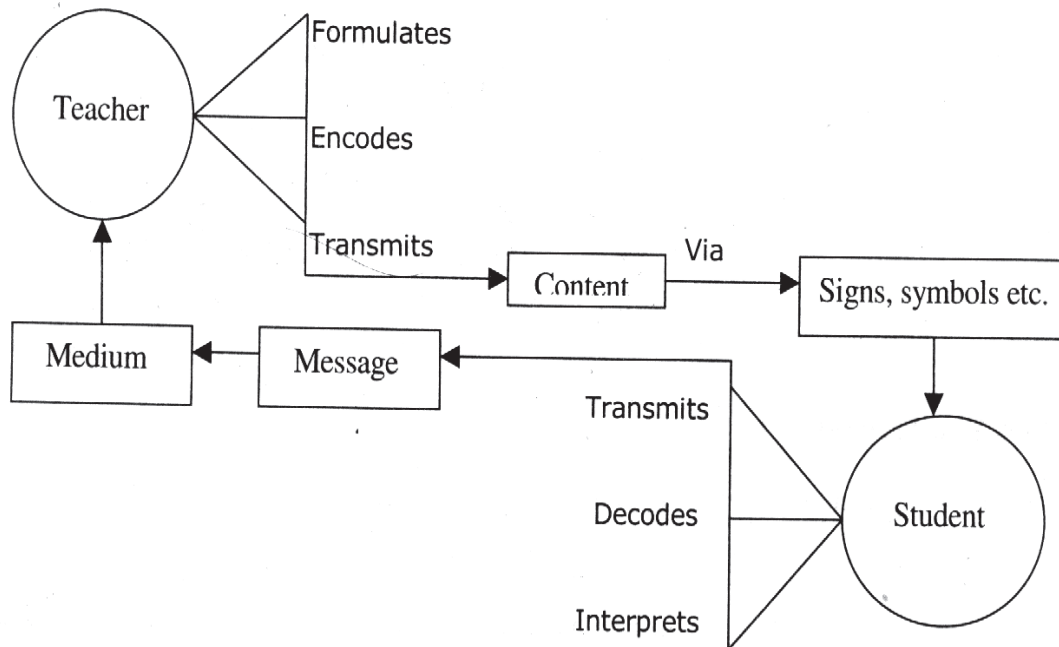 Formulates
Teacher
Encodes
Transmits
Via
Content
Signs, symbols etc.
Medium
Message
Transmits
Decodes
Student
Interprets